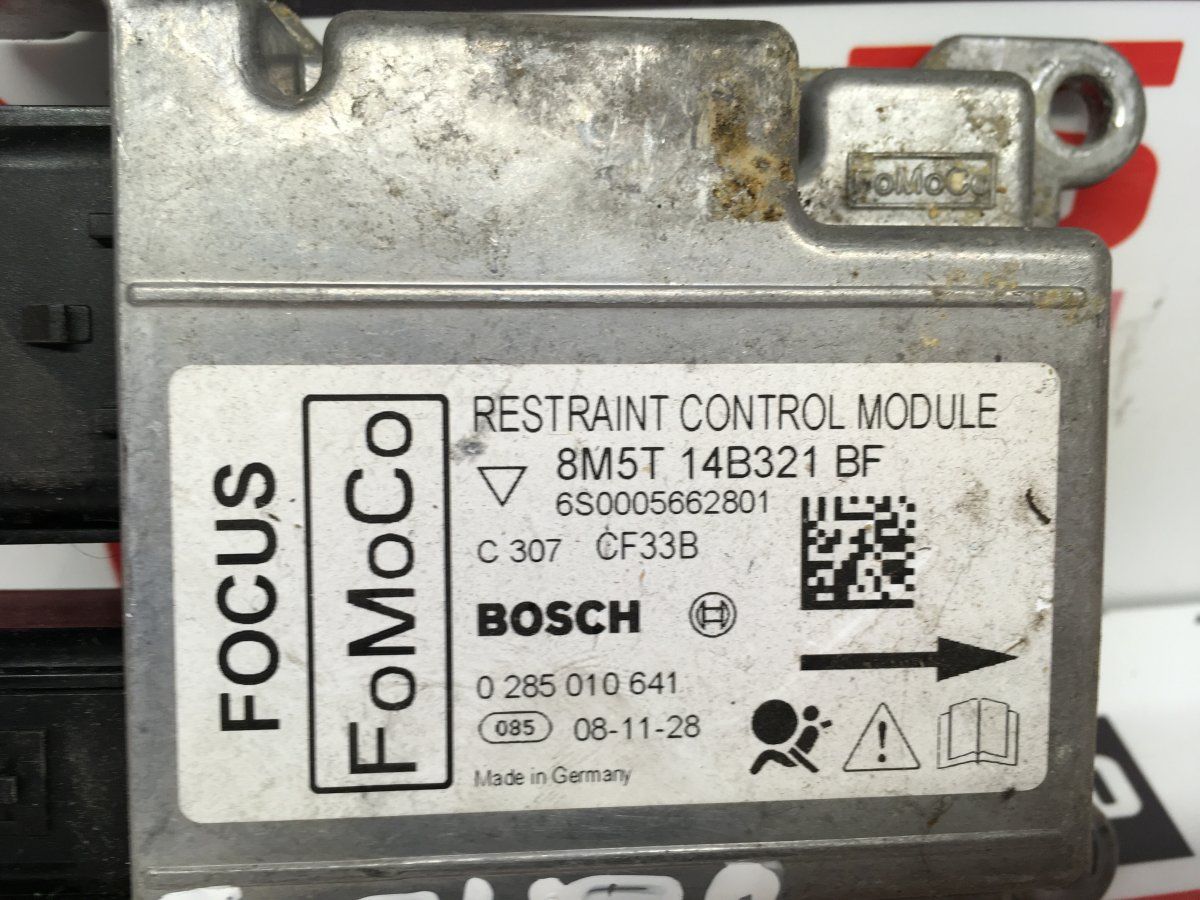 FoMoCo
FOCUS
FoMoCo
RESTRAINT CONTROL MODULE
8M5T 14B321 BF
6S0005662801
C 307 CF33B
BOSCH
0 285 010 641
085 08-11-28
Made in Germany